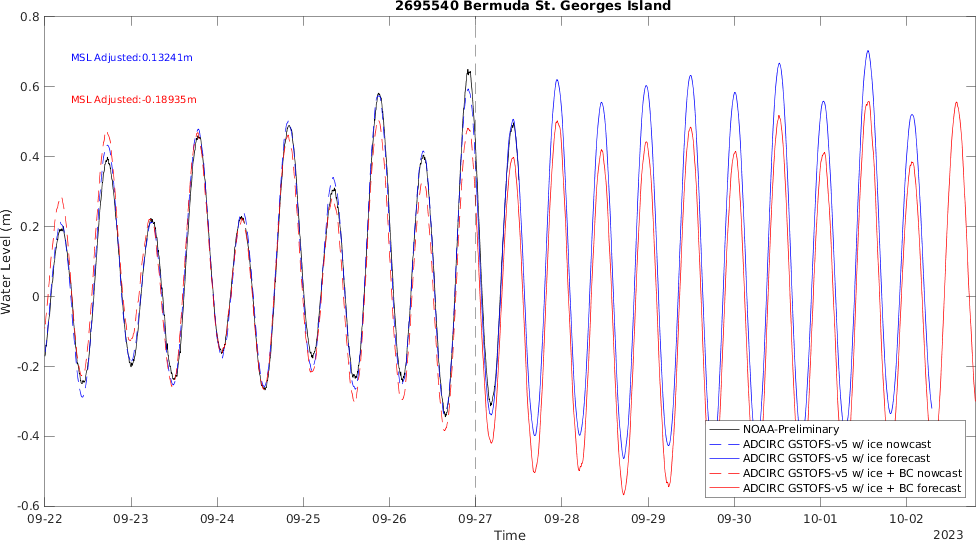 2695540 Bermuda St. Georges Island
MSL Adjusted:0.13241m
MSL Adjusted:-0.18935m
Water Level (m)
0.8
0.6
0.4
0.2
0
-0.2
-0.4
-0.6
NOAA-Preliminary
ADCIRC GSTOFS-v5 w/ ice nowcast
ADCIRC GSTOFS-v5 w/ ice forecast
ADCIRC GSTOFS-v5 w/ ice + BC nowcast
ADCIRC GSTOFS-v5 w/ ice + BC forecast
09-22 09-23 09-24 09-25 09-26 09-27 09-28 09-29 09-30 10-01 10-02
Time
2023